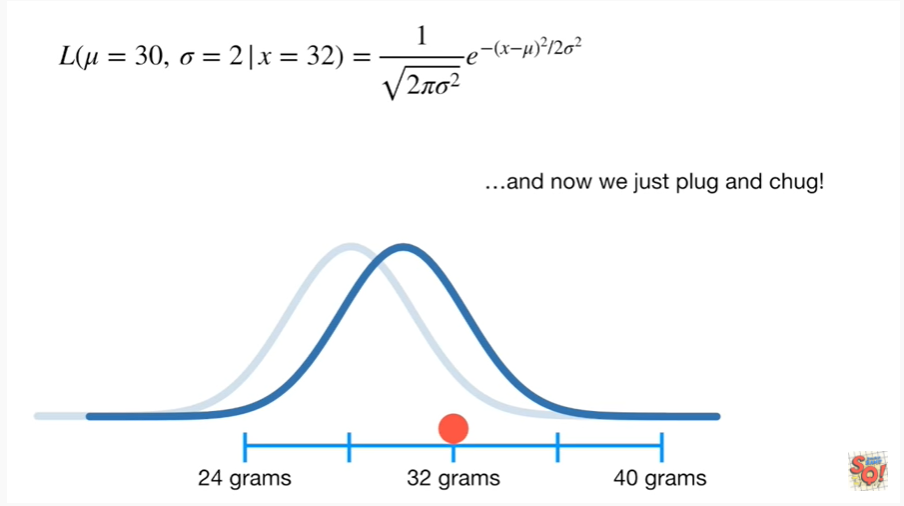 L(μ = 30, σ = 2 | x = 32) = 1/√(2πσ²) e^−(x−μ)²/2σ²
…and now we just plug and chug!
24 grams 32 grams 40 grams
SQ!